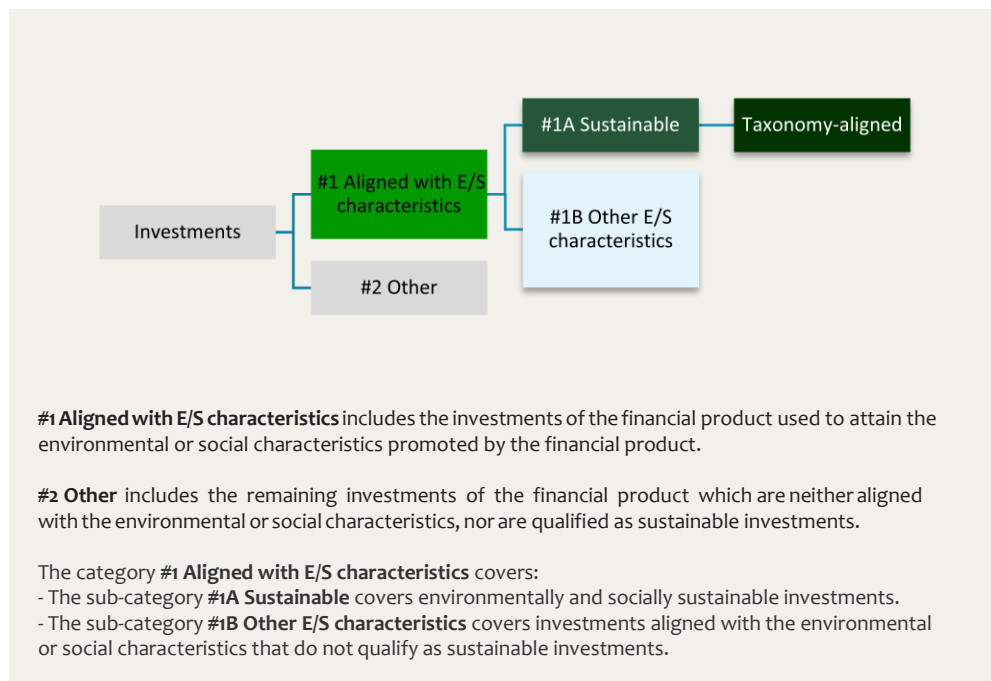 #1A Sustainable
Taxonomy-aligned
#1 Aligned with E/S
characteristics
#1B Other E/S
characteristics
Investments
#2 Other
#1 Aligned with E/S characteristics includes the investments of the financial product used to attain the
environmental or social characteristics promoted by the financial product.
#2 Other includes the remaining investments of the financial product which are neither aligned
with the environmental or social characteristics, nor are qualified as sustainable investments.
The category #1 Aligned with E/S characteristics covers:
- The sub-category #1A Sustainable covers environmentally and socially sustainable investments.
- The sub-category #1B Other E/S characteristics covers investments aligned with the environmental
or social characteristics that do not qualify as sustainable investments.